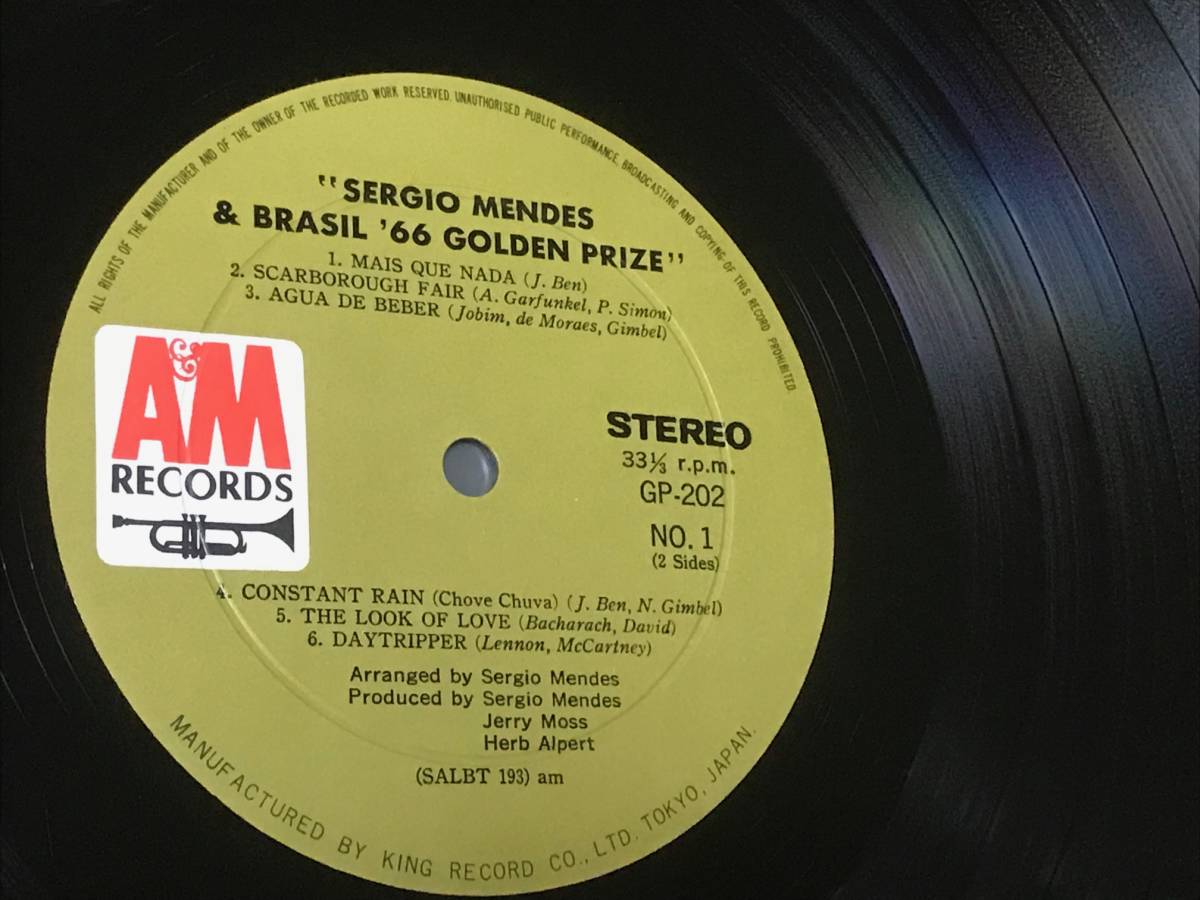 ALL RIGHTS OF THE MANUFACTURER AND OF THE OWNER OF THE RECORDED WORK RESERVED. UNAUTHORISED PUBLIC PERFORMANCE, BROADCASTING AND COPYING OF THIS RECORD PROHIBITED.
"SERGIO MENDES
& BRASIL '66 GOLDEN PRIZE"
1. MAIS QUE NADA (J. Ben)
2. SCARBOROUGH FAIR (A. Garfunkel, P. Simon)
3. AGUA DE BEBER (Jobim, de Moraes, Gimbel)
A&M
RECORDS
STEREO
33⅓ r.p.m.
GP-202
NO. 1
(2 Sides)
4. CONSTANT RAIN (Chove Chuva) (J. Ben, N. Gimbel)
5. THE LOOK OF LOVE (Bacharach, David)
6. DAYTRIPPER (Lennon, McCartney)
Arranged by Sergio Mendes
Produced by Sergio Mendes
Jerry Moss
Herb Alpert
(SALBT 193) am
MANUFACTURED BY KING RECORD CO., LTD. TOKYO, JAPAN.